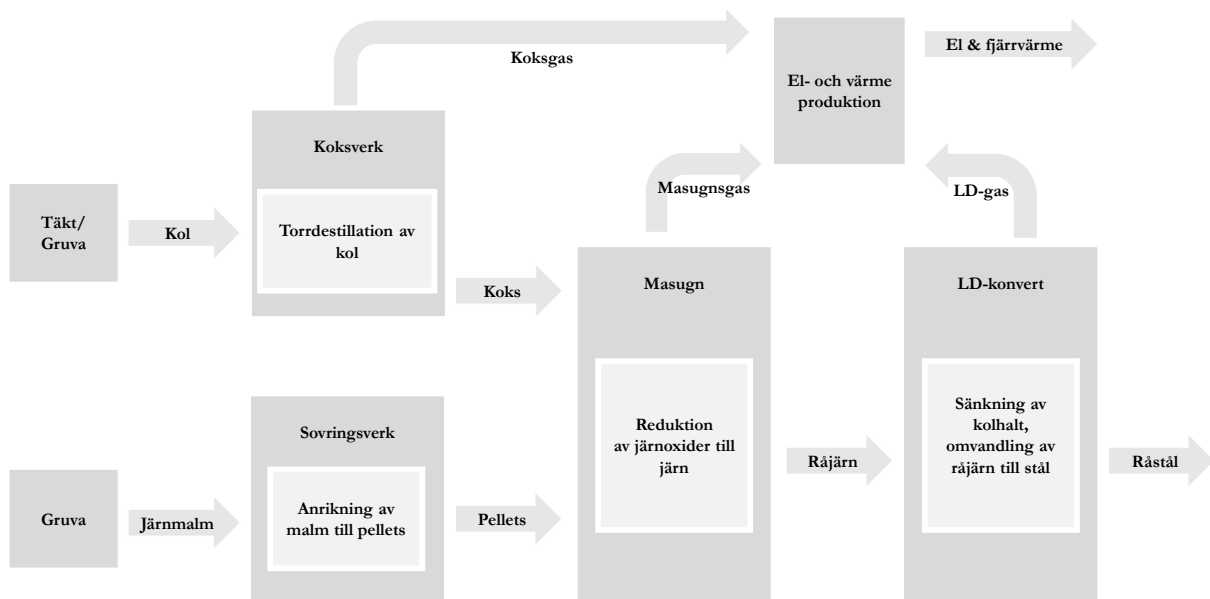 Koksgas
El & fjärrvärme
El- och värme
produktion
Koksverk
Masugnsgas
LD-gas
Täkt/
Gruva
Kol
Torrdestillation av
kol
Koks
Masugn
LD-konvert
Sovringsverk
Reduktion
av järnoxider till
järn
Sänkning av
kolhalt,
omvandling av
råjärn till stål
Råjärn
Råstål
Gruva
Järnmalm
Anrikning av
malm till pellets
Pellets